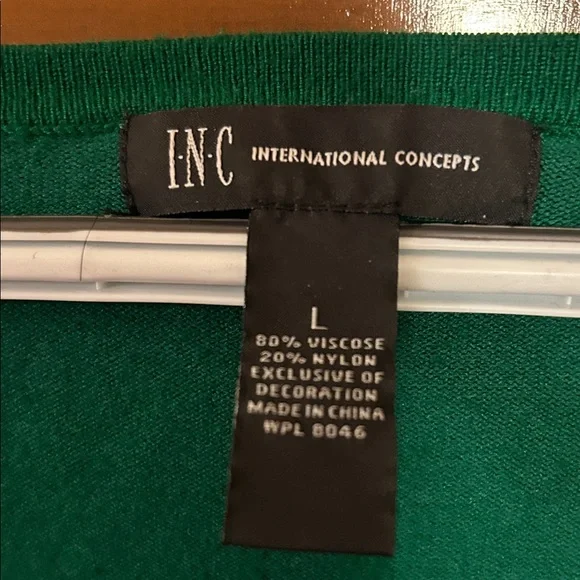 I·N·C INTERNATIONAL CONCEPTS
L
80% VISCOSE
20% NYLON
EXCLUSIVE OF
DECORATION
MADE IN CHINA
WPL 8046